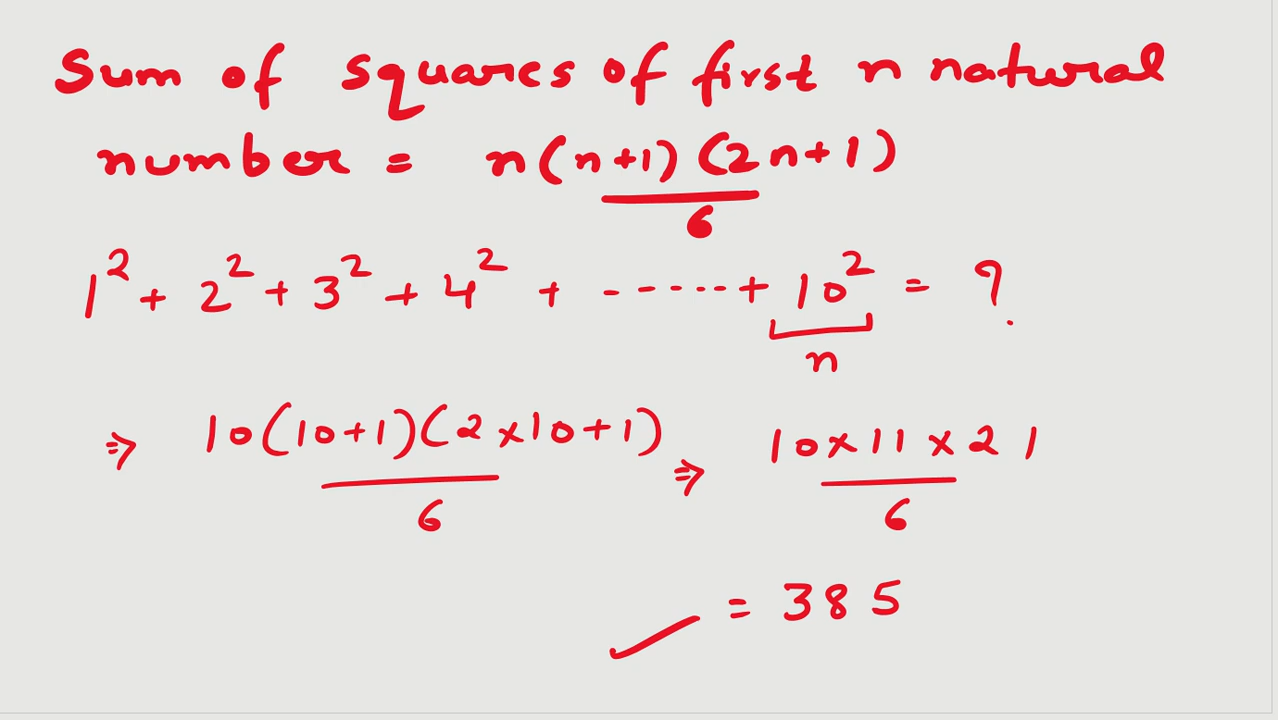 Sum of squares of first n natural
number = n(n+1)(2n+1)
6
1² + 2² + 3² + 4² + ------+ 10² = ?
n
⇒ 10(10+1)(2×10+1) ⇒ 10×11×21
6 6
= 385